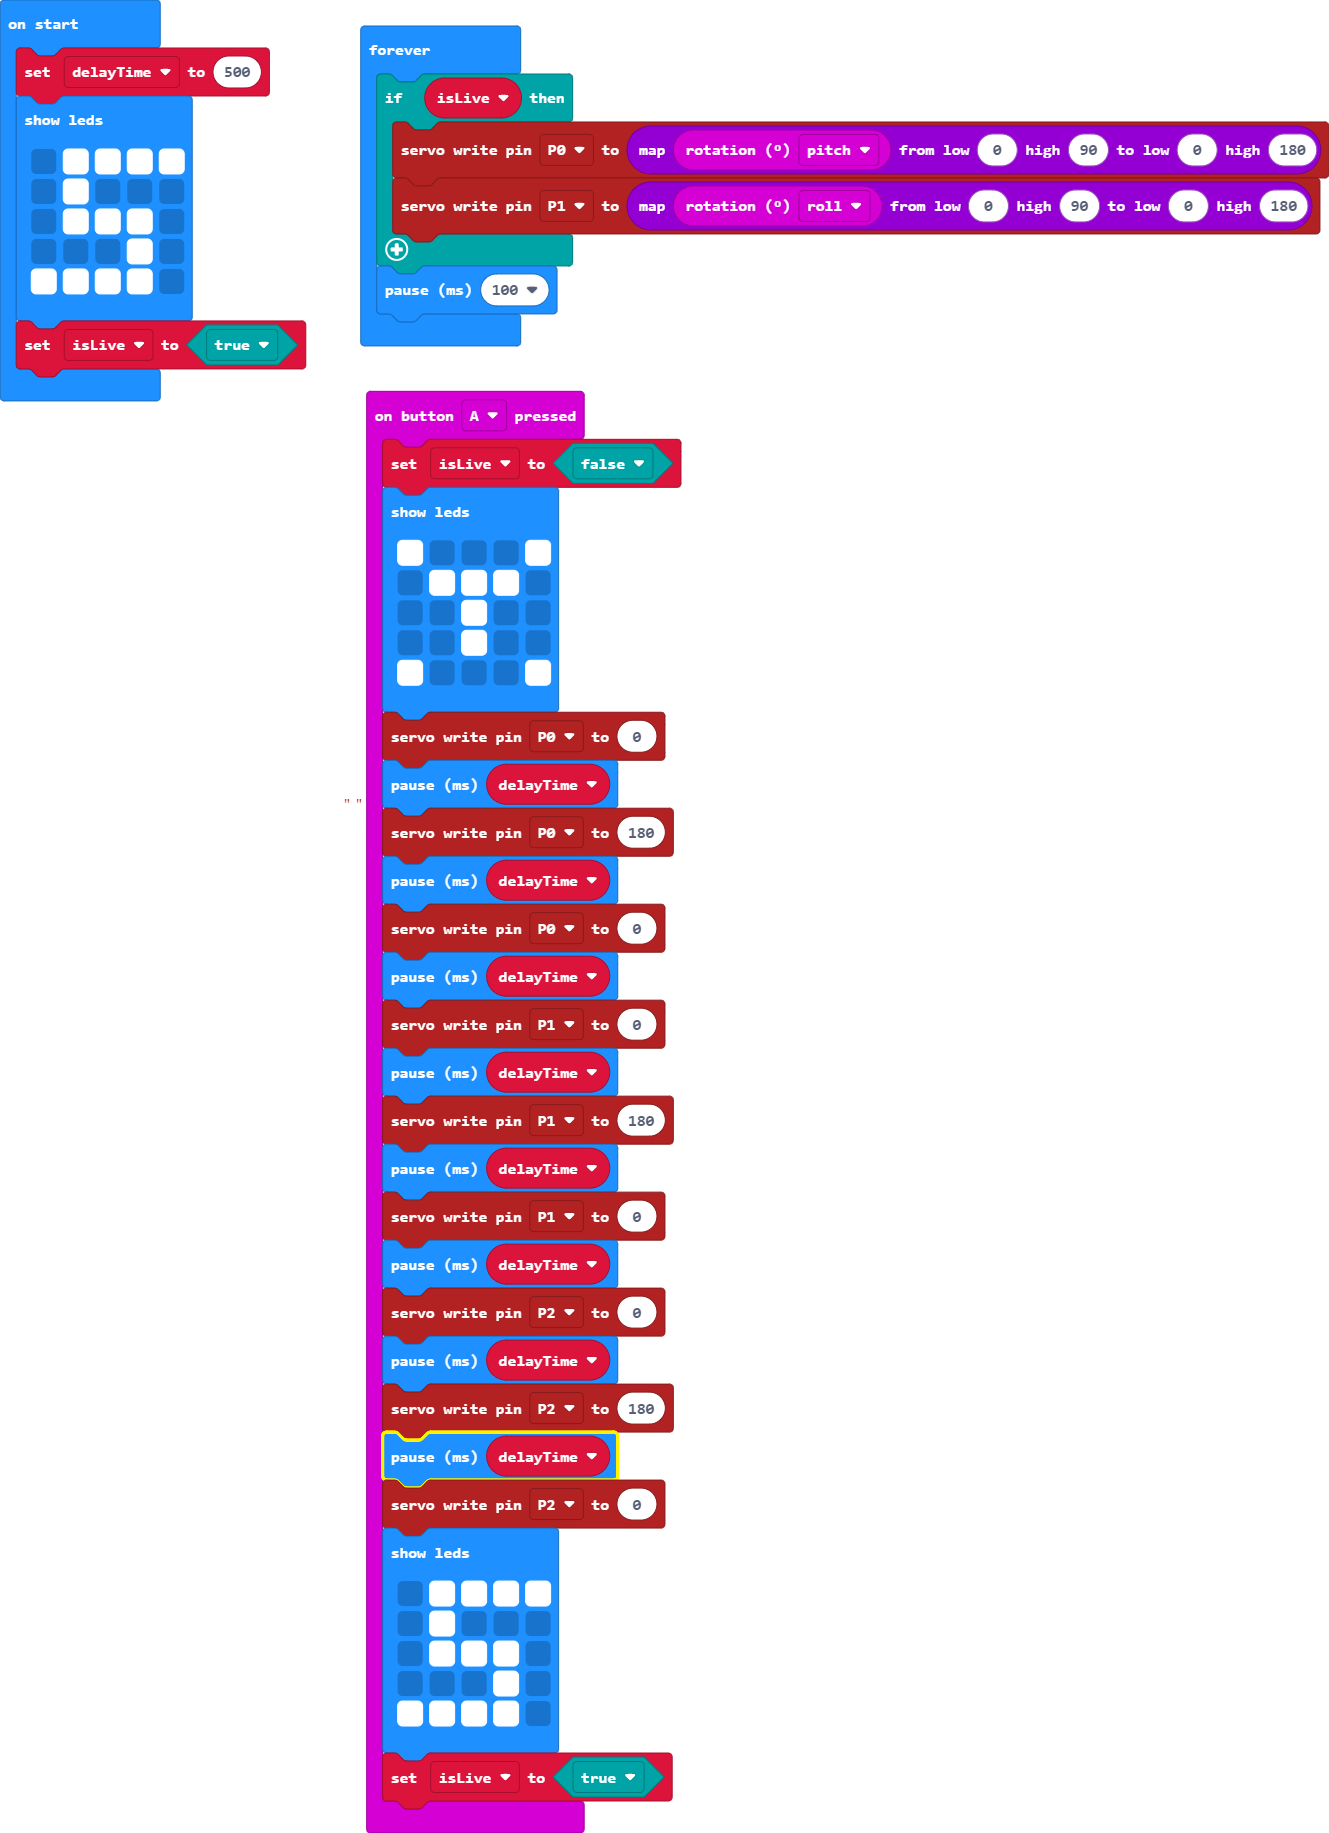 on start
set delayTime to 500
show leds
set isLive to true
forever
if isLive then
servo write pin P0 to map rotation (º) pitch from low 0 high 90 to low 0 high 180
servo write pin P1 to map rotation (º) roll from low 0 high 90 to low 0 high 180
pause (ms) 100
on button A pressed
set isLive to false
show leds
servo write pin P0 to 0
pause (ms) delayTime
" "
servo write pin P0 to 180
pause (ms) delayTime
servo write pin P0 to 0
pause (ms) delayTime
servo write pin P1 to 0
pause (ms) delayTime
servo write pin P1 to 180
pause (ms) delayTime
servo write pin P1 to 0
pause (ms) delayTime
servo write pin P2 to 0
pause (ms) delayTime
servo write pin P2 to 180
pause (ms) delayTime
servo write pin P2 to 0
show leds
set isLive to true